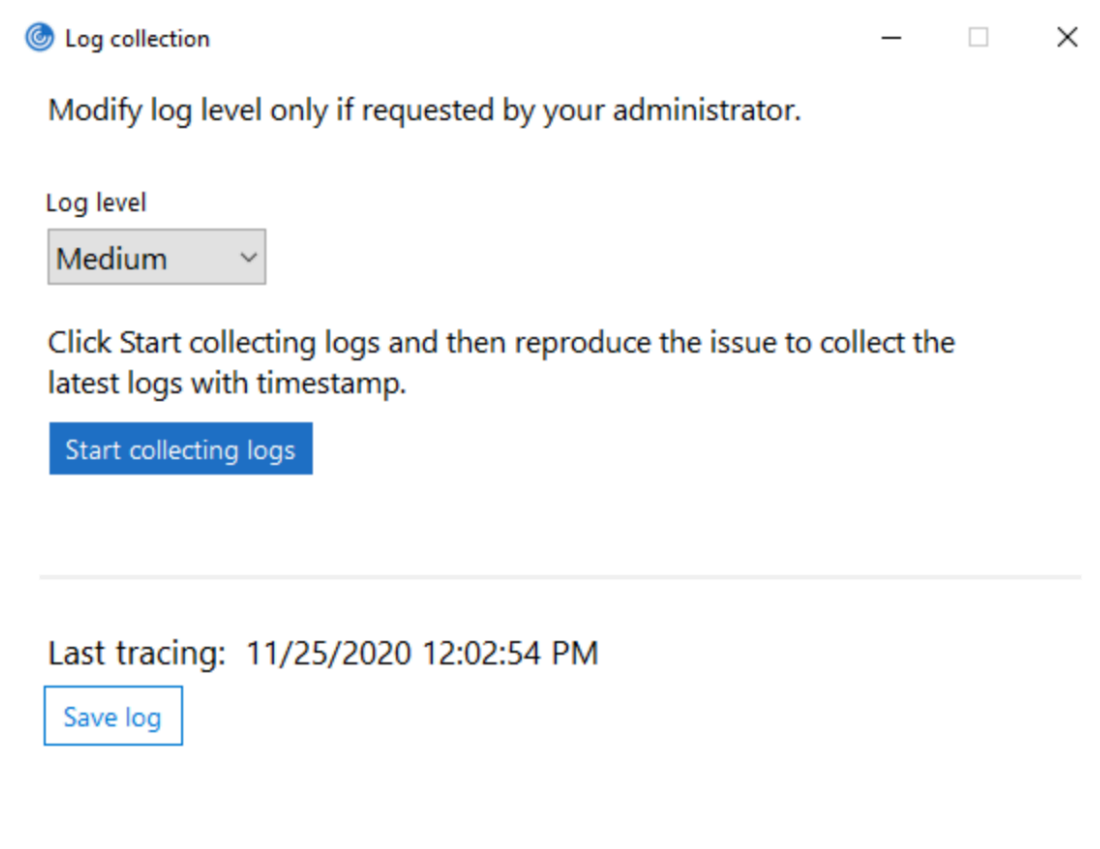 Log collection
Modify log level only if requested by your administrator.
Log level
Medium
Click Start collecting logs and then reproduce the issue to collect the
latest logs with timestamp.
Start collecting logs
Last tracing: 11/25/2020 12:02:54 PM
Save log